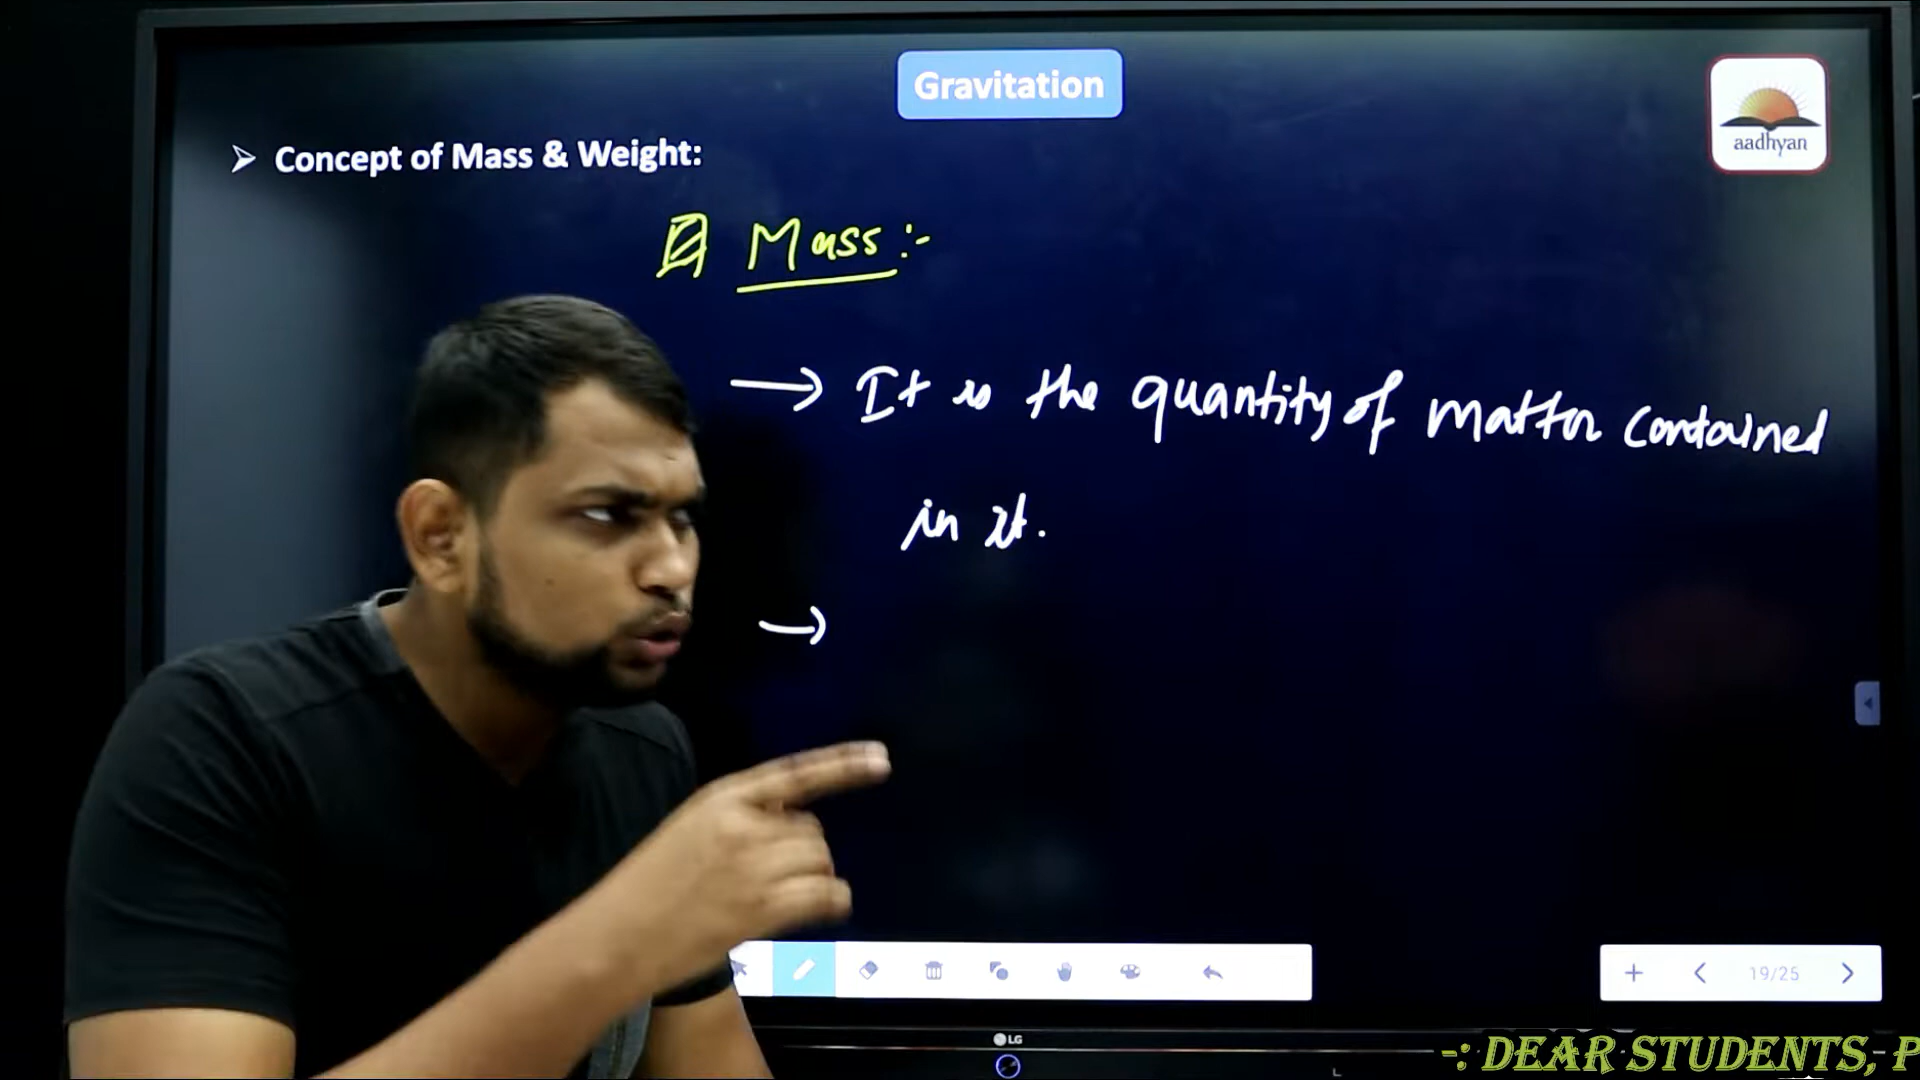 Gravitation
aadhyan
➢ Concept of Mass & Weight:
Mass :-
→ It is the quantity of matter contained
in it.
→
19/25
LG
-: DEAR STUDENTS, P